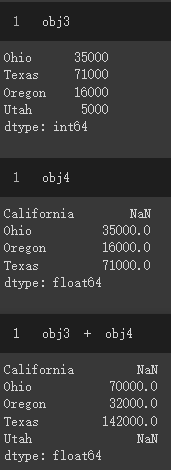 1 obj3
Ohio 35000
Texas 71000
Oregon 16000
Utah 5000
dtype: int64
1 obj4
California NaN
Ohio 35000.0
Oregon 16000.0
Texas 71000.0
dtype: float64
1 obj3 + obj4
California NaN
Ohio 70000.0
Oregon 32000.0
Texas 142000.0
Utah NaN
dtype: float64